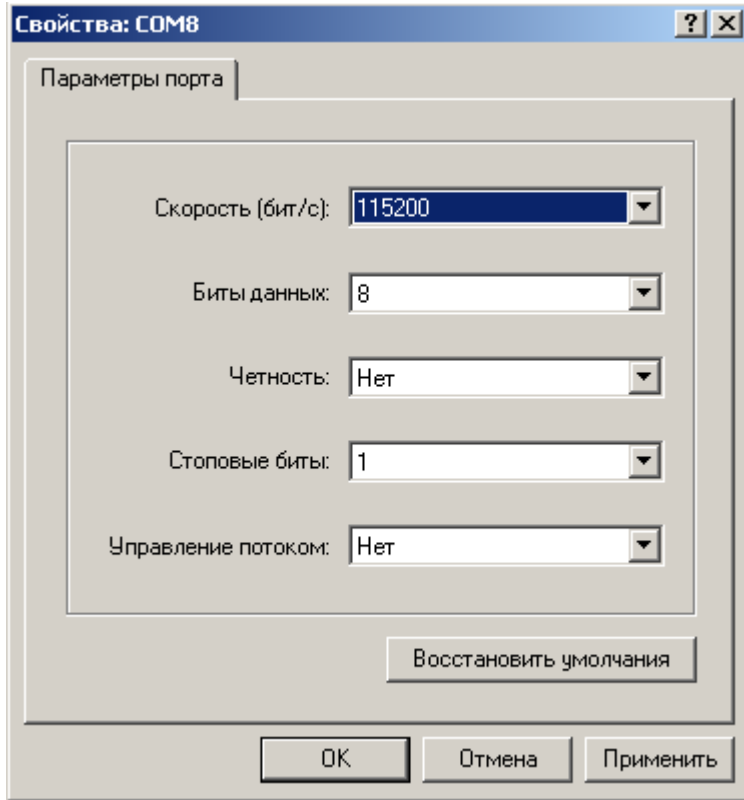 Свойства: COM8
Параметры порта
Скорость (бит/с): 115200
Биты данных: 8
Четность: Нет
Стоповые биты: 1
Управление потоком: Нет
Восстановить умолчания
OK Отмена Применить